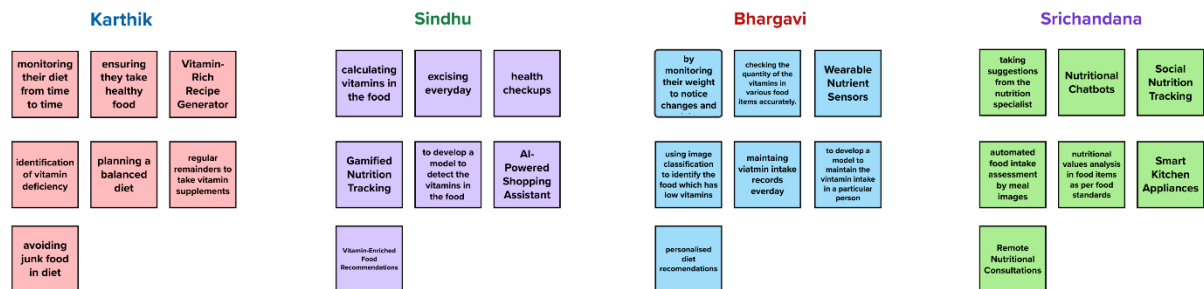 Karthik
monitoring
their diet
from time
to time
ensuring
they take
healthy
food
Vitamin-
Rich
Recipe
Generator
identification
of vitamin
deficiency
planning a
balanced
diet
regular
remainders to
take vitamin
supplements
avoiding
junk food
in diet
Sindhu
calculating
vitamins in
the food
excising
everyday
health
checkups
Gamified
Nutrition
Tracking
to develop a
model to
detect the
vitamins in
the food
AI-
Powered
Shopping
Assistant
Vitamin-Enriched
Food
Recommendations
Bhargavi
by
monitoring
their weight
to notice
changes and
checking the
quantity of the
vitamins in
various food
items accurately.
Wearable
Nutrient
Sensors
using image
classification
to identify the
food which has
low vitamins
maintaing
viatmin intake
records
everday
to develop a
model to
maintain the
vintamin intake
in a particular
person
personalised
diet
recomendations
Srichandana
taking
suggestions
from the
nutrition
specialist
Nutritional
Chatbots
Social
Nutrition
Tracking
automated
food intake
assessment
by meal
images
nutritional
values analysis
in food items
as per food
standards
Smart
Kitchen
Appliances
Remote
Nutritional
Consultations